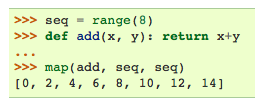 >>> seq = range(8)
>>> def add(x, y): return x+y
...
>>> map(add, seq, seq)
[0, 2, 4, 6, 8, 10, 12, 14]